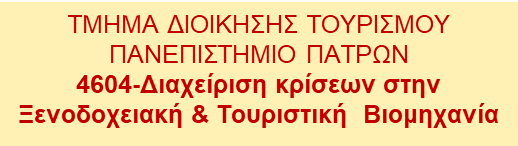 ΤΜΗΜΑ ΔΙΟΙΚΗΣΗΣ ΤΟΥΡΙΣΜΟΥ
ΠΑΝΕΠΙΣΤΗΜΙΟ ΠΑΤΡΩΝ
4604-Διαχείριση κρίσεων στην
Ξενοδοχειακή & Τουριστική Βιομηχανία